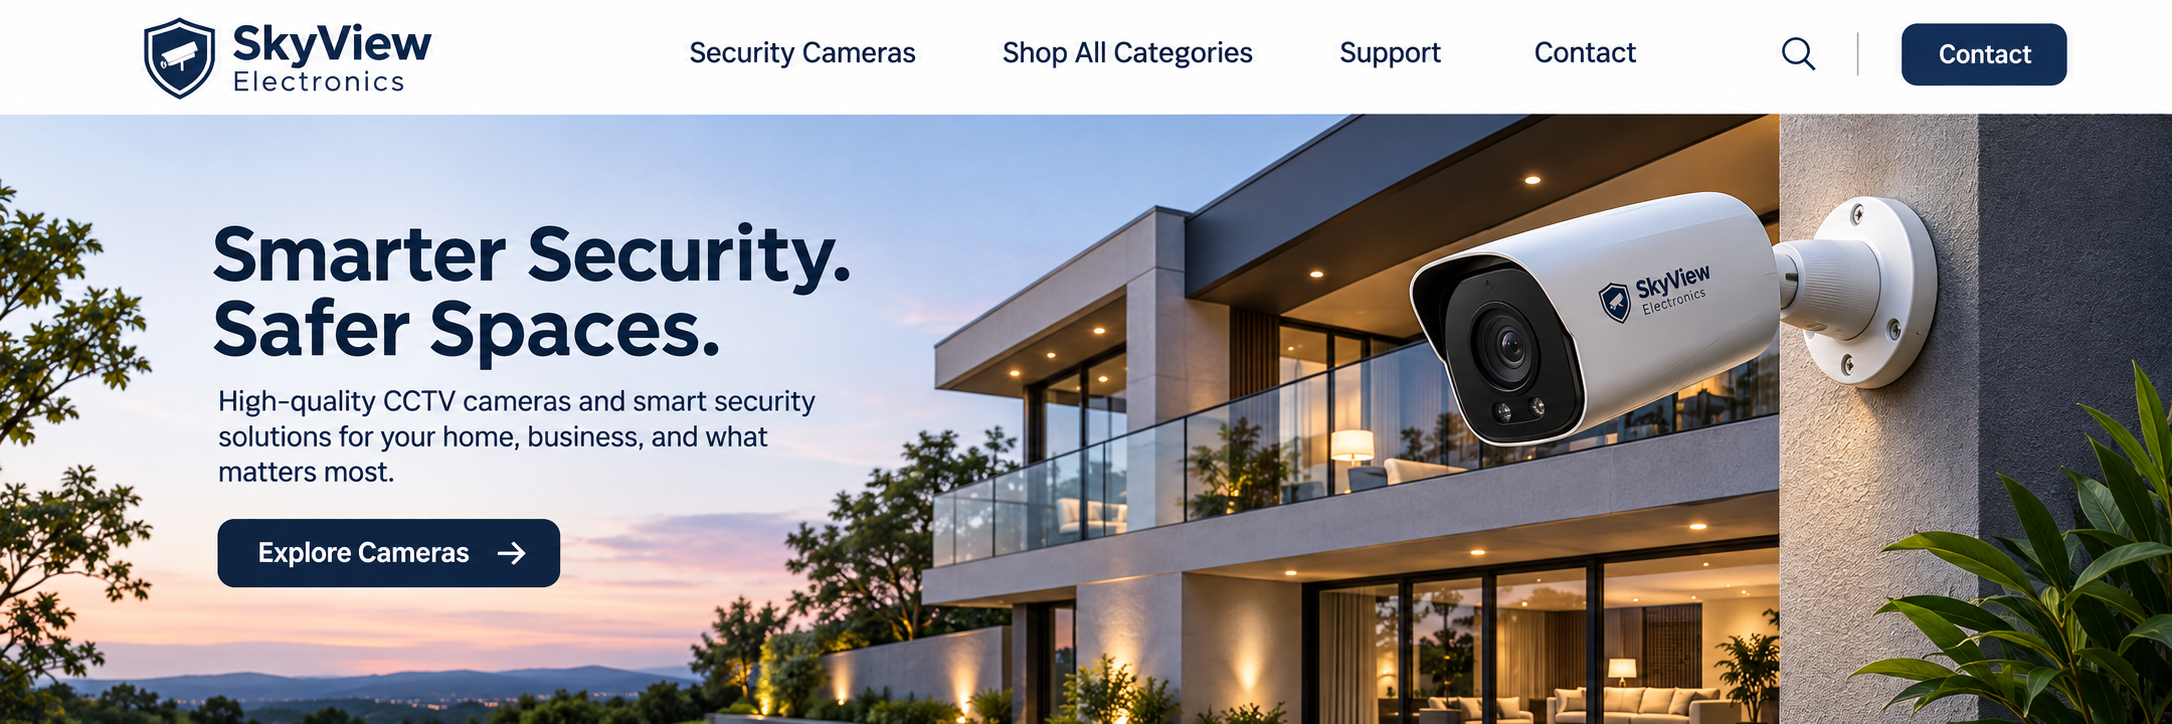 SkyView
Electronics
Security Cameras
Shop All Categories
Support
Contact
Contact
Smarter Security.
Safer Spaces.
High-quality CCTV cameras and smart security
solutions for your home, business, and what
matters most.
Explore Cameras
SkyView
Electronics